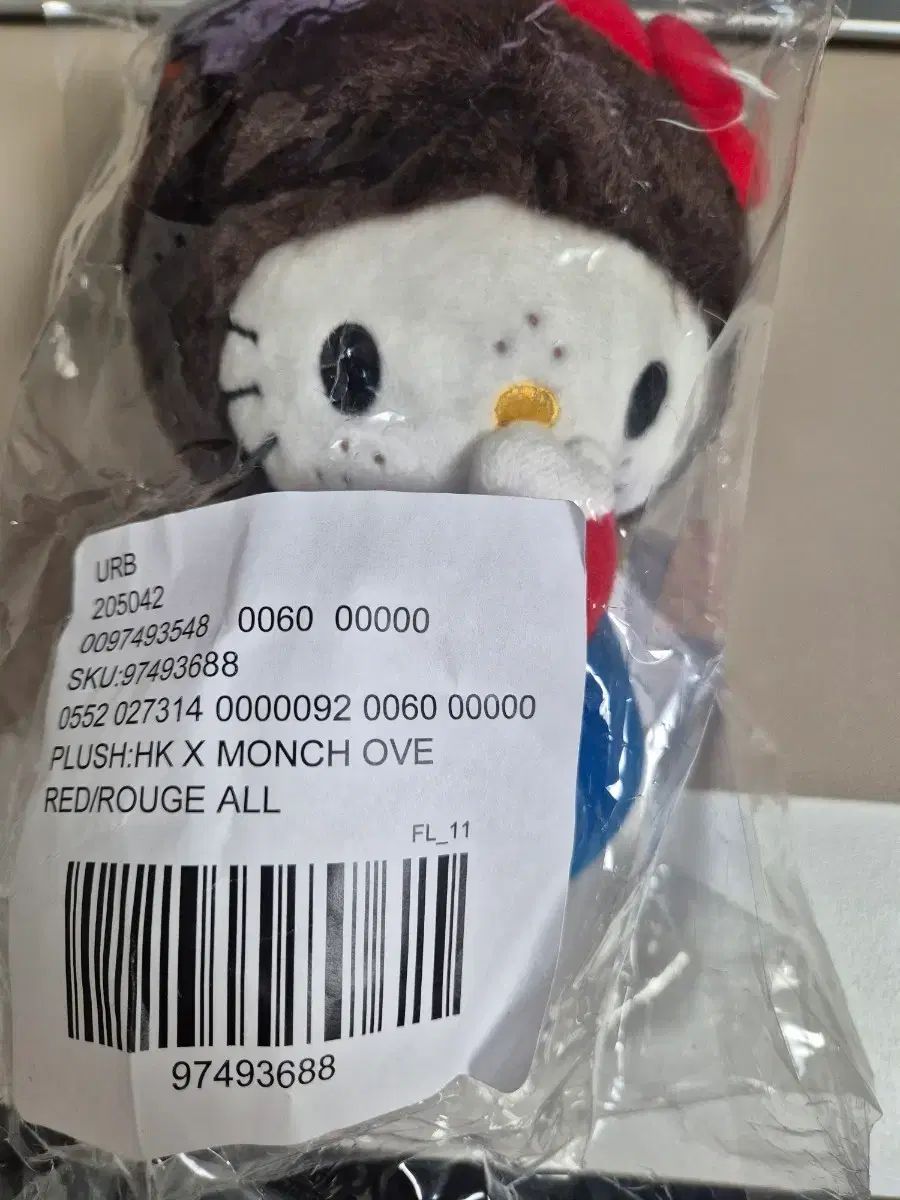 URB
205042
0097493548 0060 00000
SKU:97493688
0552 027314 0000092 0060 00000
PLUSH:HK X MONCH OVE
RED/ROUGE ALL
FL_11
97493688